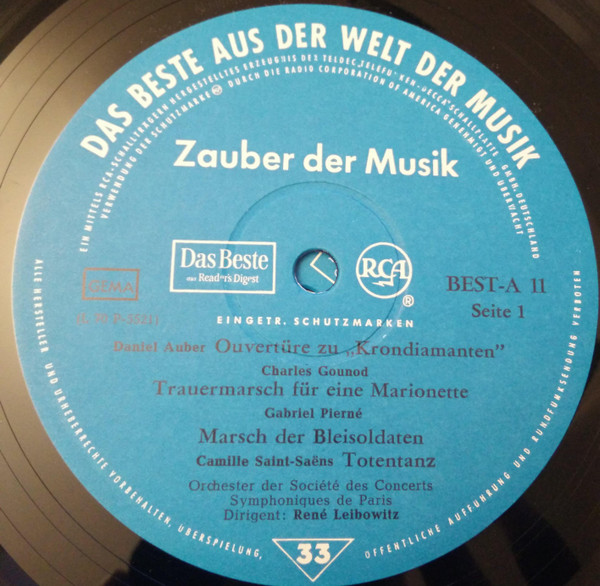 DAS BESTE AUS DER WELT DER MUSIK
EIN MITTELS RCA-SCHALLREGLERN HERGESTELLTES ERZEUGNIS DER TELDEC „TELEFUNKEN-DECCA“ SCHALLPLATTEN GMBH, DEUTSCHLAND
VERWENDUNG DER SCHUTZMARKE DURCH DIE RADIO CORPORATION OF AMERICA GENEHMIGT UND ÜBERWACHT
Zauber der Musik
Das Beste
aus Reader's Digest
RCA
®
GEMA
BEST-A 11
Seite 1
EINGETR. SCHUTZMARKEN
Daniel Auber Ouvertüre zu „Krondiamanten”
Charles Gounod
Trauermarsch für eine Marionette
Gabriel Pierné
Marsch der Bleisoldaten
Camille Saint-Saëns Totentanz
Orchester der Société des Concerts
Symphoniques de Paris
Dirigent: René Leibowitz
ALLE HERSTELLER UND URHEBERRECHTE VORBEHALTEN, ÜBERSPIELUNG, ÖFFENTLICHE AUFFÜHRUNG UND RUNDFUNKSENDUNG VERBOTEN
33